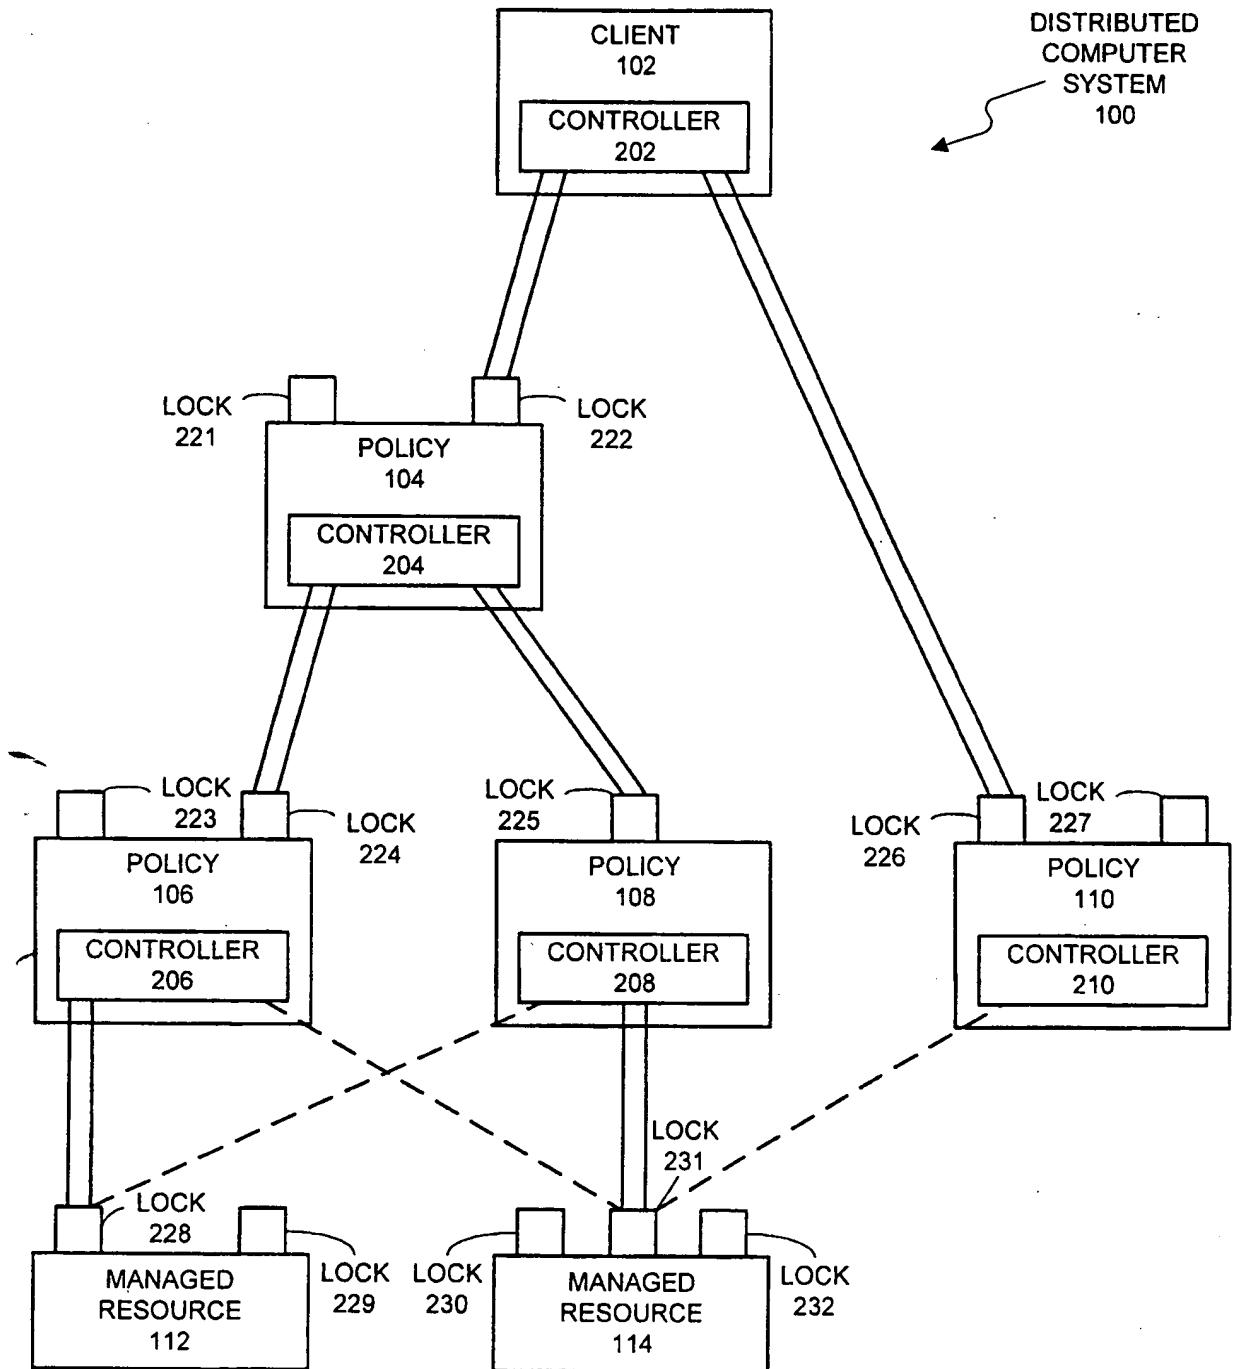 CLIENT
102
CONTROLLER
202
DISTRIBUTED
COMPUTER
SYSTEM
100
LOCK
221
LOCK
222
POLICY
104
CONTROLLER
204
LOCK
223
LOCK
224
LOCK
225
LOCK
226
LOCK
227
POLICY
106
CONTROLLER
206
POLICY
108
CONTROLLER
208
POLICY
110
CONTROLLER
210
LOCK
228
LOCK
229
LOCK
230
LOCK
231
LOCK
232
MANAGED
RESOURCE
112
MANAGED
RESOURCE
114